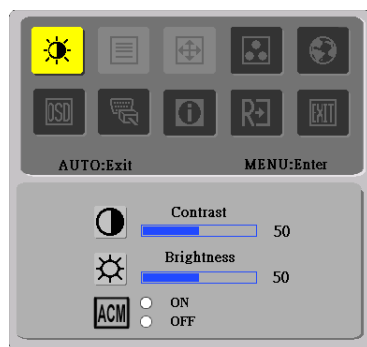 OSD
i
R
EXIT
AUTO:Exit MENU:Enter
Contrast
50
Brightness
50
ACM ON
OFF